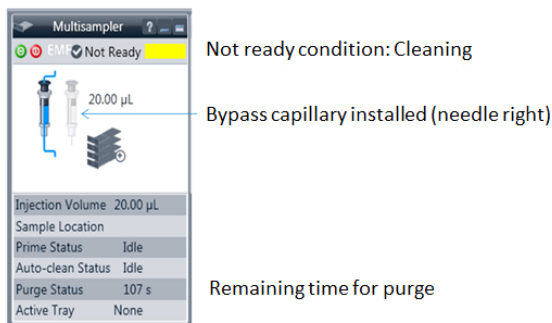 Multisampler ?
EMF Not Ready
Not ready condition: Cleaning
20.00 µL
Bypass capillary installed (needle right)
Injection Volume 20.00 µL
Sample Location
Prime Status Idle
Auto-clean Status Idle
Purge Status 107 s
Remaining time for purge
Active Tray None